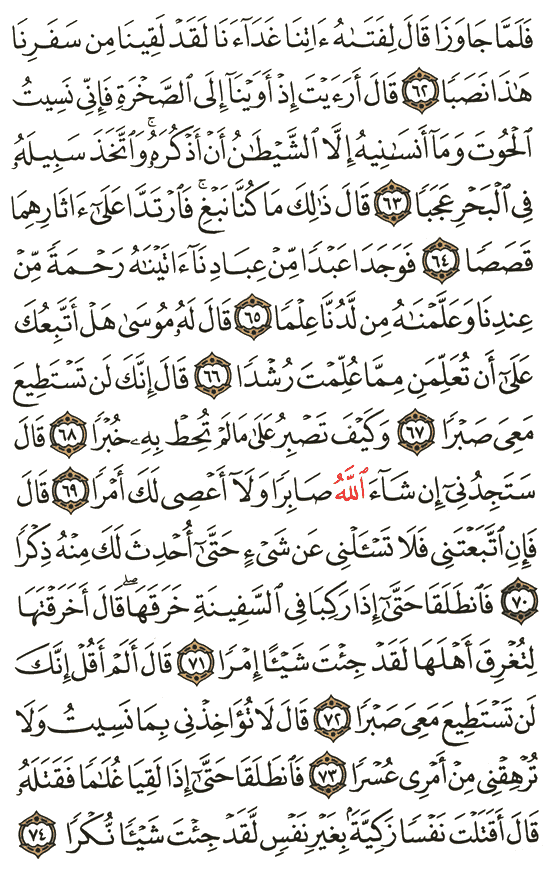 فَلَمَّا جَاوَزَا قَالَ لِفَتَىٰهُ ءَاتِنَا غَدَآءَنَا لَقَدْ لَقِينَا مِن سَفَرِنَا
هَٰذَا نَصَبًا ٦٢ قَالَ أَرَءَيْتَ إِذْ أَوَيْنَآ إِلَى ٱلصَّخْرَةِ فَإِنِّى نَسِيتُ
ٱلْحُوتَ وَمَآ أَنسَىٰنِيهُ إِلَّا ٱلشَّيْطَٰنُ أَنْ أَذْكُرَهُۥ ۚ وَٱتَّخَذَ سَبِيلَهُۥ
فِى ٱلْبَحْرِ عَجَبًا ٦٣ قَالَ ذَٰلِكَ مَا كُنَّا نَبْغِ ۚ فَٱرْتَدَّا عَلَىٰٓ ءَاثَارِهِمَا
قَصَصًا ٦٤ فَوَجَدَا عَبْدًا مِّنْ عِبَادِنَآ ءَاتَيْنَٰهُ رَحْمَةً مِّنْ
عِندِنَا وَعَلَّمْنَٰهُ مِن لَّدُنَّا عِلْمًا ٦٥ قَالَ لَهُۥ مُوسَىٰ هَلْ أَتَّبِعُكَ
عَلَىٰٓ أَن تُعَلِّمَنِ مِمَّا عُلِّمْتَ رُشْدًا ٦٦ قَالَ إِنَّكَ لَن تَسْتَطِيعَ
مَعِىَ صَبْرًا ٦٧ وَكَيْفَ تَصْبِرُ عَلَىٰ مَا لَمْ تُحِطْ بِهِۦ خُبْرًا ٦٨ قَالَ
سَتَجِدُنِىٓ إِن شَآءَ ٱللَّهُ صَابِرًا وَلَآ أَعْصِى لَكَ أَمْرًا ٦٩ قَالَ
فَإِنِ ٱتَّبَعْتَنِى فَلَا تَسْـَٔلْنِى عَن شَىْءٍ حَتَّىٰٓ أُحْدِثَ لَكَ مِنْهُ ذِكْرًا
٧٠ فَٱنطَلَقَا حَتَّىٰٓ إِذَا رَكِبَا فِى ٱلسَّفِينَةِ خَرَقَهَا ۖ قَالَ أَخَرَقْتَهَا
لِتُغْرِقَ أَهْلَهَا لَقَدْ جِئْتَ شَيْـًٔا إِمْرًا ٧١ قَالَ أَلَمْ أَقُلْ إِنَّكَ
لَن تَسْتَطِيعَ مَعِىَ صَبْرًا ٧٢ قَالَ لَا تُؤَاخِذْنِى بِمَا نَسِيتُ وَلَا
تُرْهِقْنِى مِنْ أَمْرِى عُسْرًا ٧٣ فَٱنطَلَقَا حَتَّىٰٓ إِذَا لَقِيَا غُلَٰمًا فَقَتَلَهُۥ
قَالَ أَقَتَلْتَ نَفْسًا زَكِيَّةًۢ بِغَيْرِ نَفْسٍ لَّقَدْ جِئْتَ شَيْـًٔا نُّكْرًا ٧٤